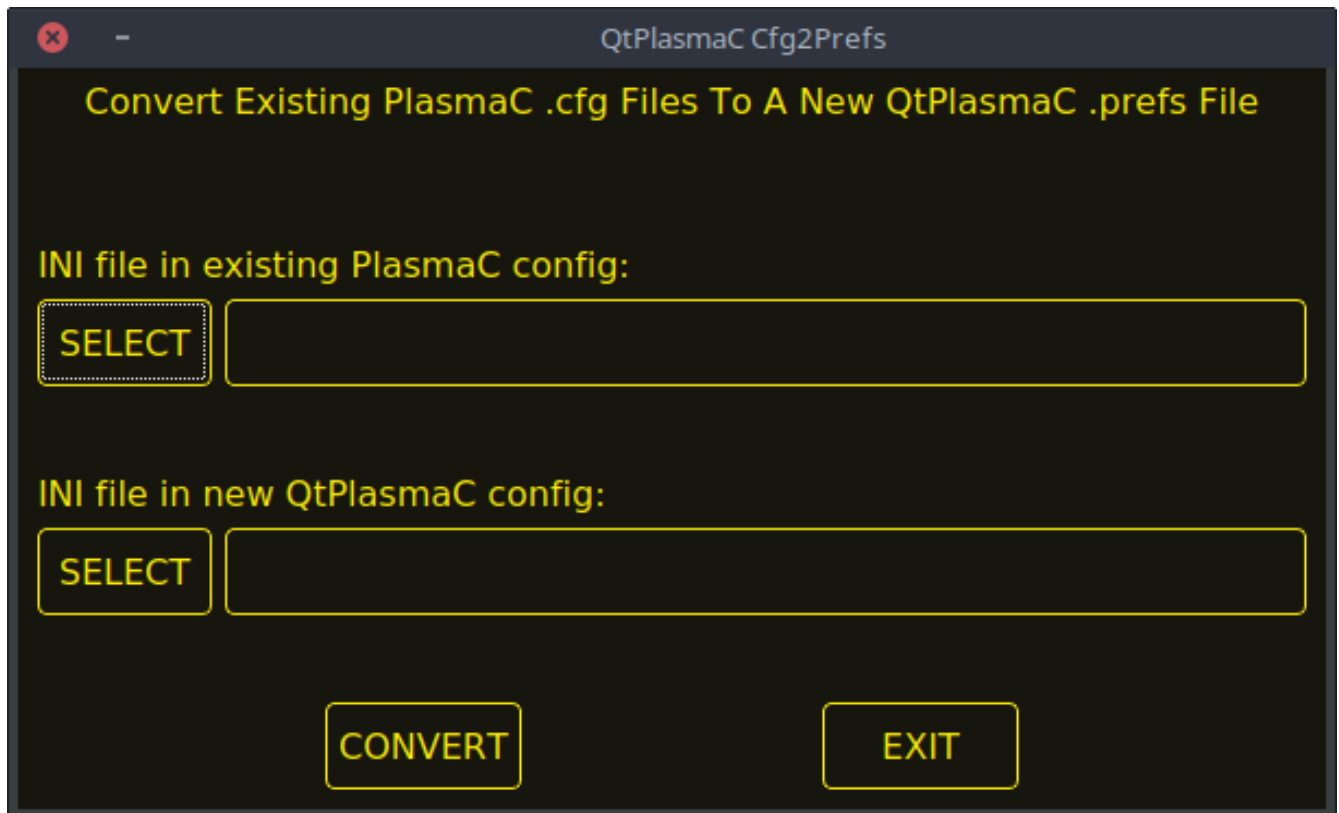 QtPlasmaC Cfg2Prefs
Convert Existing PlasmaC .cfg Files To A New QtPlasmaC .prefs File
INI file in existing PlasmaC config:
SELECT
INI file in new QtPlasmaC config:
SELECT
CONVERT EXIT